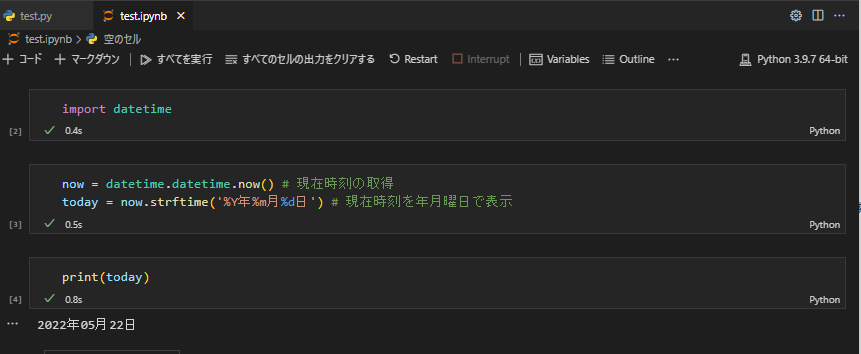 test.py
test.ipynb
test.ipynb > 空のセル
コード マークダウン すべてを実行 すべてのセルの出力をクリアする Restart Interrupt Variables Outline ··· Python 3.9.7 64-bit
import datetime
[2] 0.4s Python
now = datetime.datetime.now() # 現在時刻の取得
today = now.strftime('%Y年%m月%d日') # 現在時刻を年月曜日で表示
[3] 0.5s Python
print(today)
[4] 0.8s Python
2022年05月22日